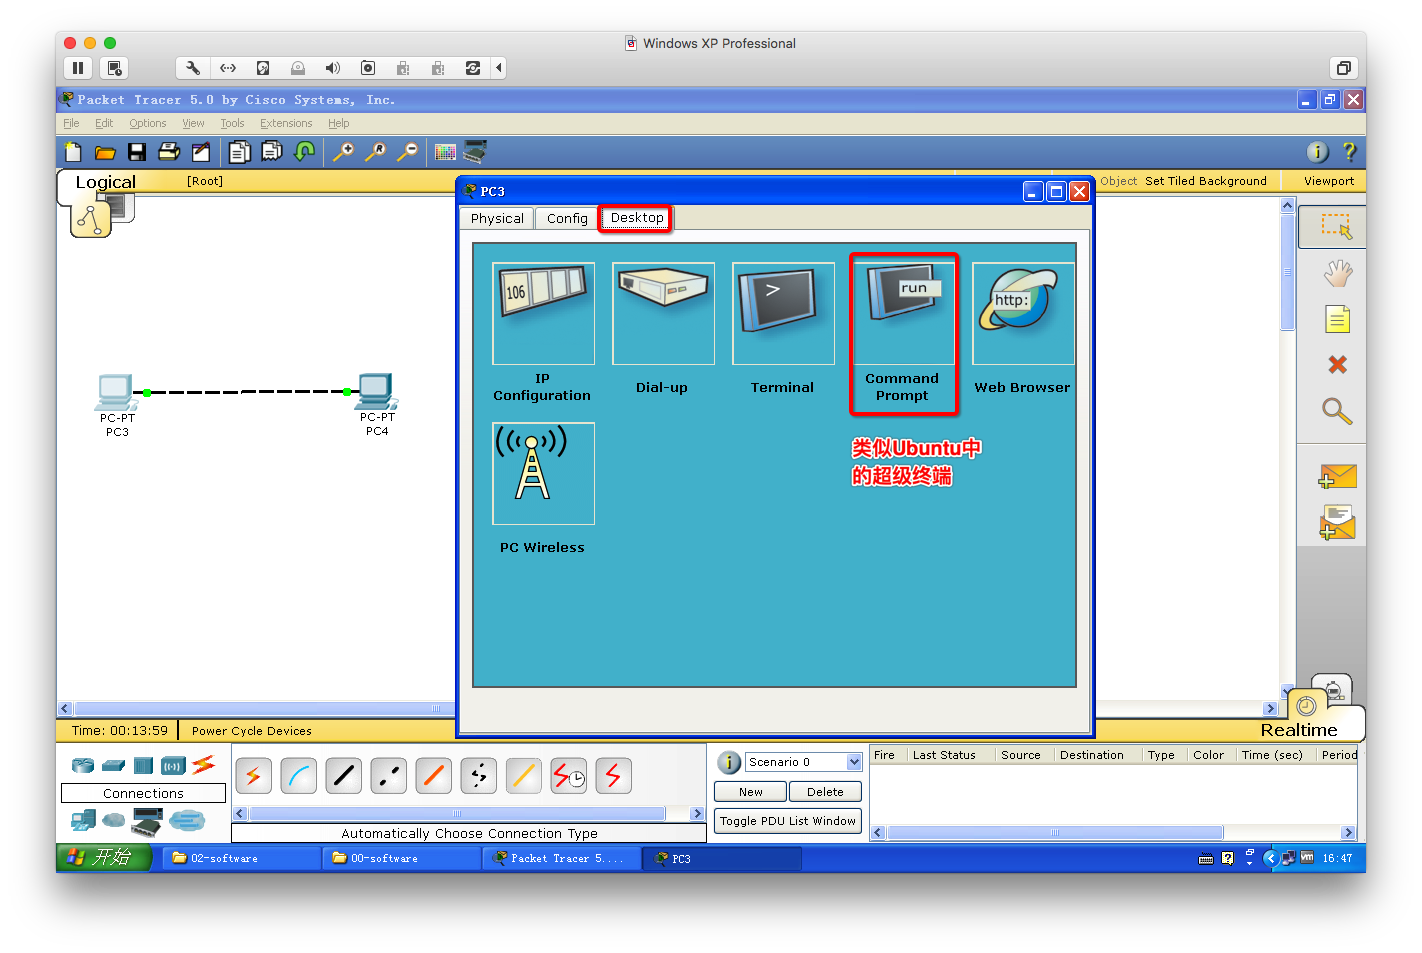 Windows XP Professional
Packet Tracer 5.0 by Cisco Systems, Inc.
File Edit Options View Tools Extensions Help
Logical [Root]
Object Set Tiled Background Viewport
PC3
Physical Config Desktop
106
>
run
http:
IP
Configuration
Dial-up
Terminal
Command
Prompt
Web Browser
PC Wireless
类似Ubuntu中
的超级终端
PC-PT
PC3
PC-PT
PC4
Time: 00:13:59 Power Cycle Devices
Realtime
Connections
Automatically Choose Connection Type
Scenario 0
New Delete
Toggle PDU List Window
Fire Last Status Source Destination Type Color Time (sec) Period
开始 02-software 00-software Packet Tracer 5.... PC3 16:47